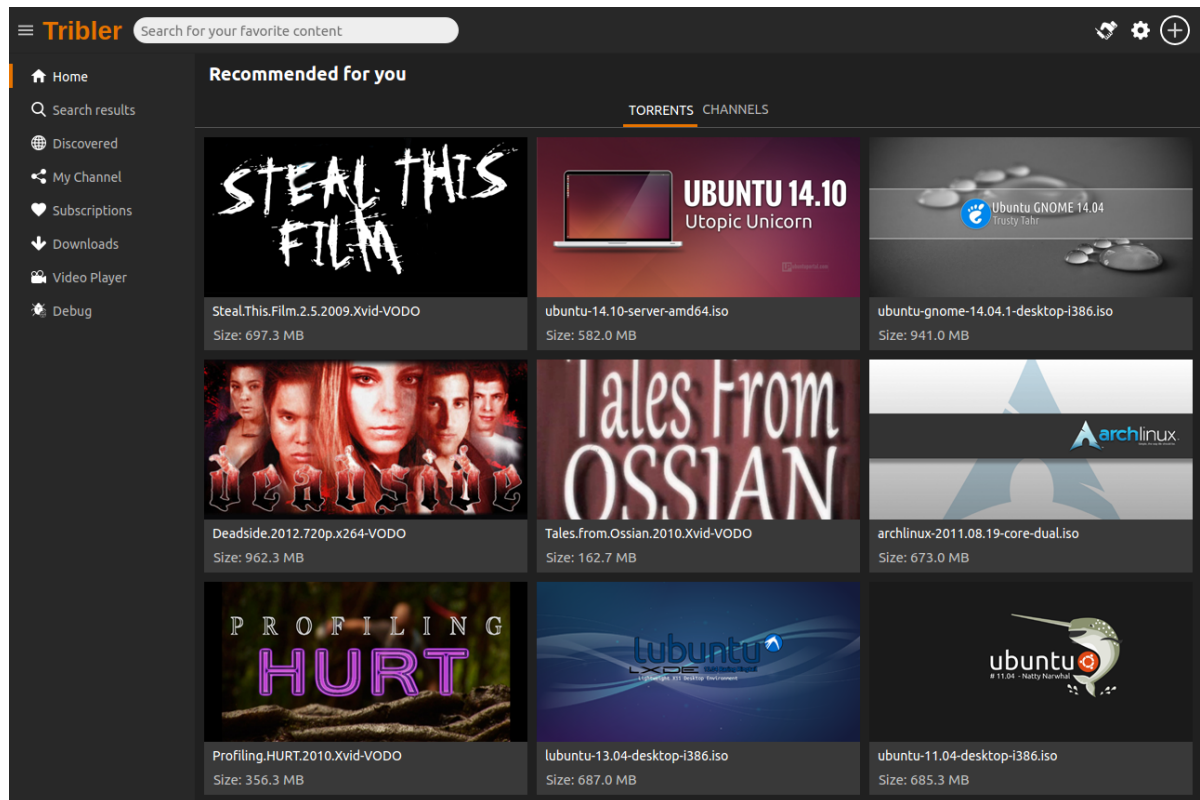 Tribler
Search for your favorite content
Home
Search results
Discovered
My Channel
Subscriptions
Downloads
Video Player
Debug
Recommended for you
TORRENTS CHANNELS
STEAL THIS
FILM
Steal.This.Film.2.5.2009.Xvid-VODO
Size: 697.3 MB
UBUNTU 14.10
Utopic Unicorn
ubuntu-14.10-server-amd64.iso
Size: 582.0 MB
Ubuntu GNOME 14.04
Trusty Tahr
ubuntu-gnome-14.04.1-desktop-i386.iso
Size: 941.0 MB
Deadside
Deadside.2012.720p.x264-VODO
Size: 962.3 MB
Tales From
OSSIAN
Tales.from.Ossian.2010.Xvid-VODO
Size: 162.7 MB
archlinux
archlinux-2011.08.19-core-dual.iso
Size: 673.0 MB
PROFILING
HURT
Profiling.HURT.2010.Xvid-VODO
Size: 356.3 MB
lubuntu
LXDE
Lightweight X11 Desktop Environment
lubuntu-13.04-desktop-i386.iso
Size: 687.0 MB
ubuntu
# 11.04 - Natty Narwhal
ubuntu-11.04-desktop-i386.iso
Size: 685.3 MB